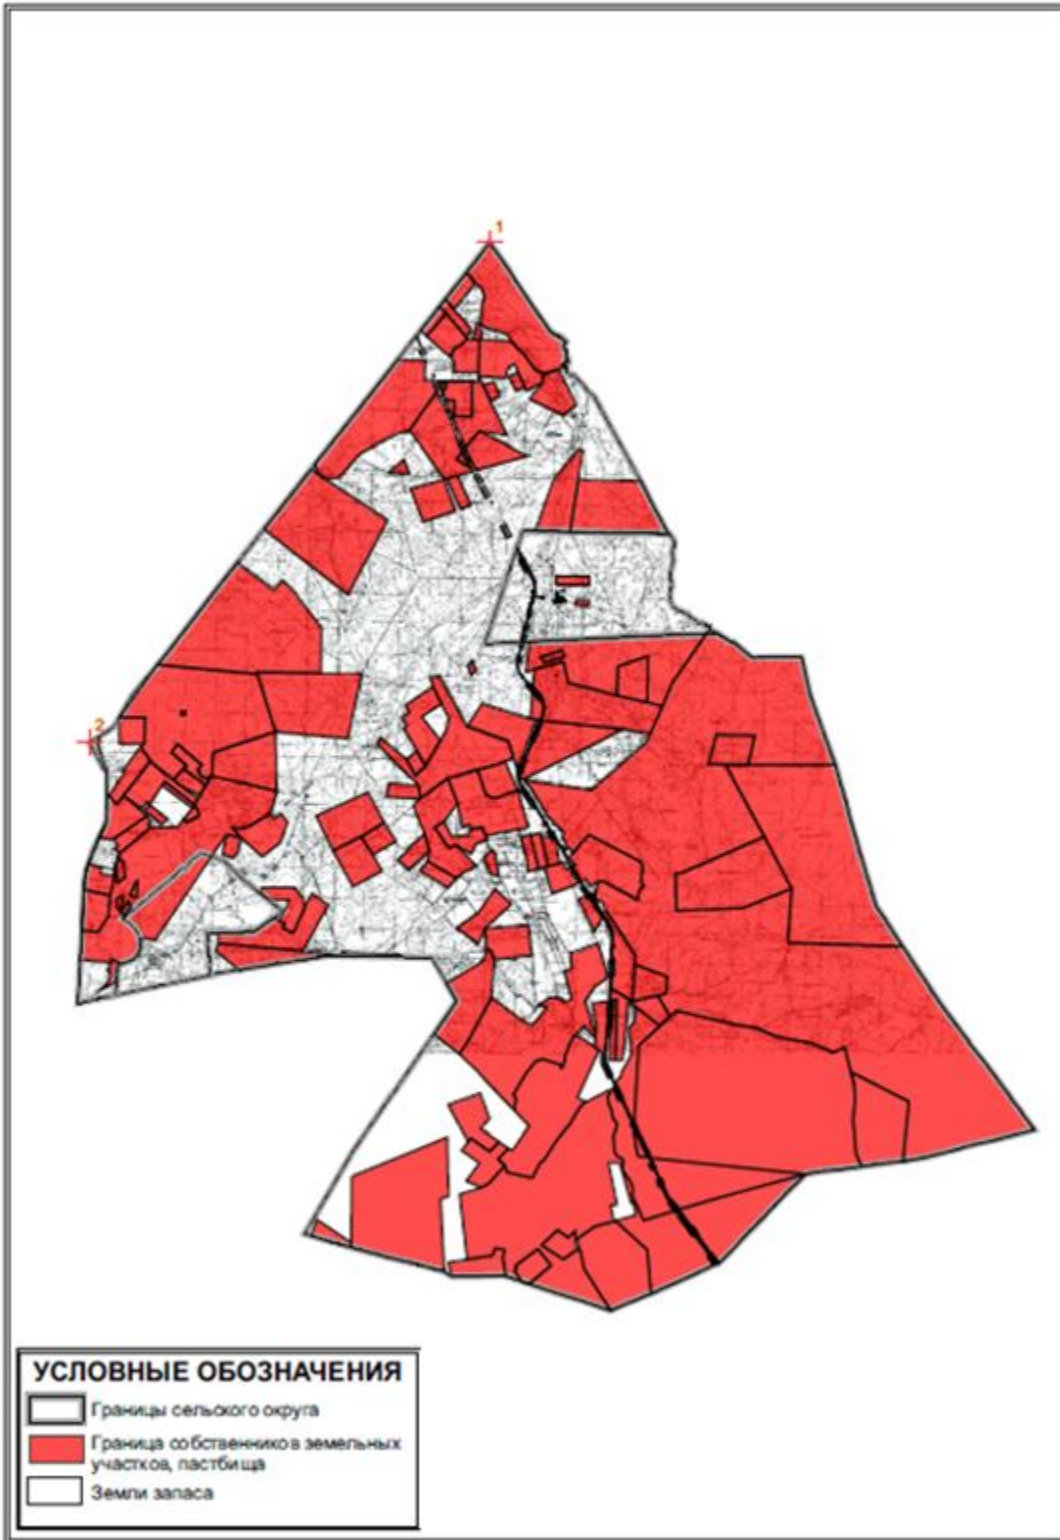 1
2
УСЛОВНЫЕ ОБОЗНАЧЕНИЯ
Границы сельского округа
Граница собственников земельных
участков, пастбища
Земли запаса